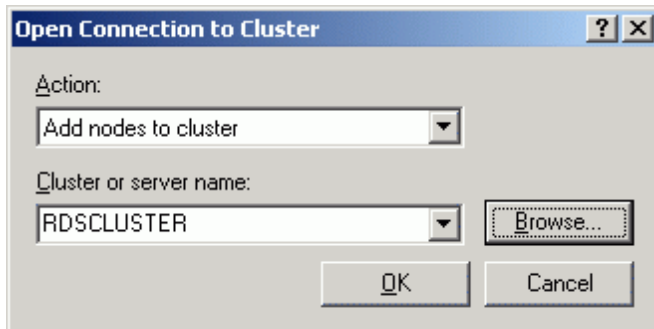 Open Connection to Cluster
Action:
Add nodes to cluster
Cluster or server name:
RDSCLUSTER
Browse...
OK Cancel